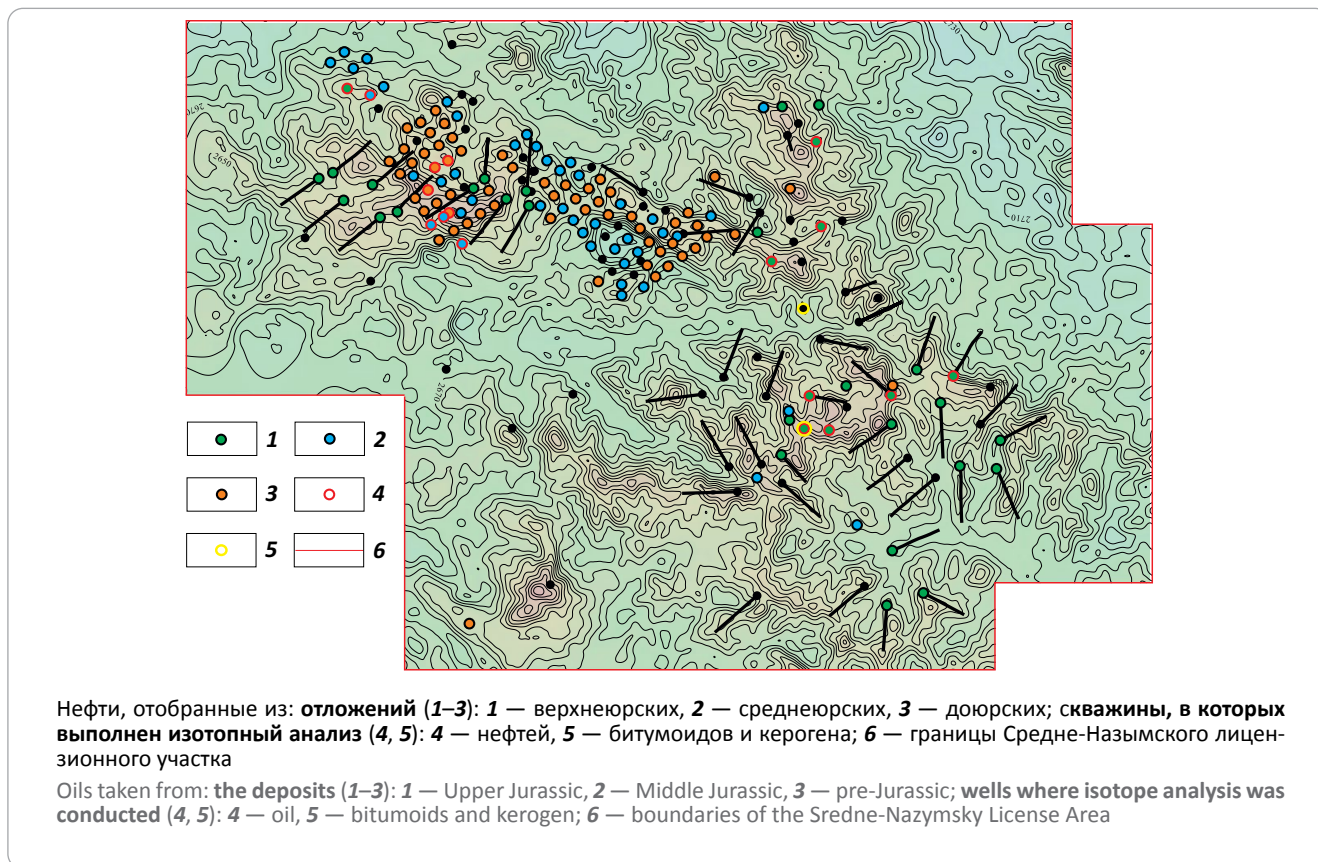 2730
2670
2650
2710
2670
1
2
3
4
5
6
Нефти, отобранные из: отложений (1–3): 1 — верхнеюрских, 2 — среднеюрских, 3 — доюрских; скважины, в которых
выполнен изотопный анализ (4, 5): 4 — нефтей, 5 — битумоидов и керогена; 6 — границы Средне-Назымского лицен-
зионного участка
Oils taken from: the deposits (1–3): 1 — Upper Jurassic, 2 — Middle Jurassic, 3 — pre-Jurassic; wells where isotope analysis was
conducted (4, 5): 4 — oil, 5 — bitumoids and kerogen; 6 — boundaries of the Sredne-Nazymsky License Area